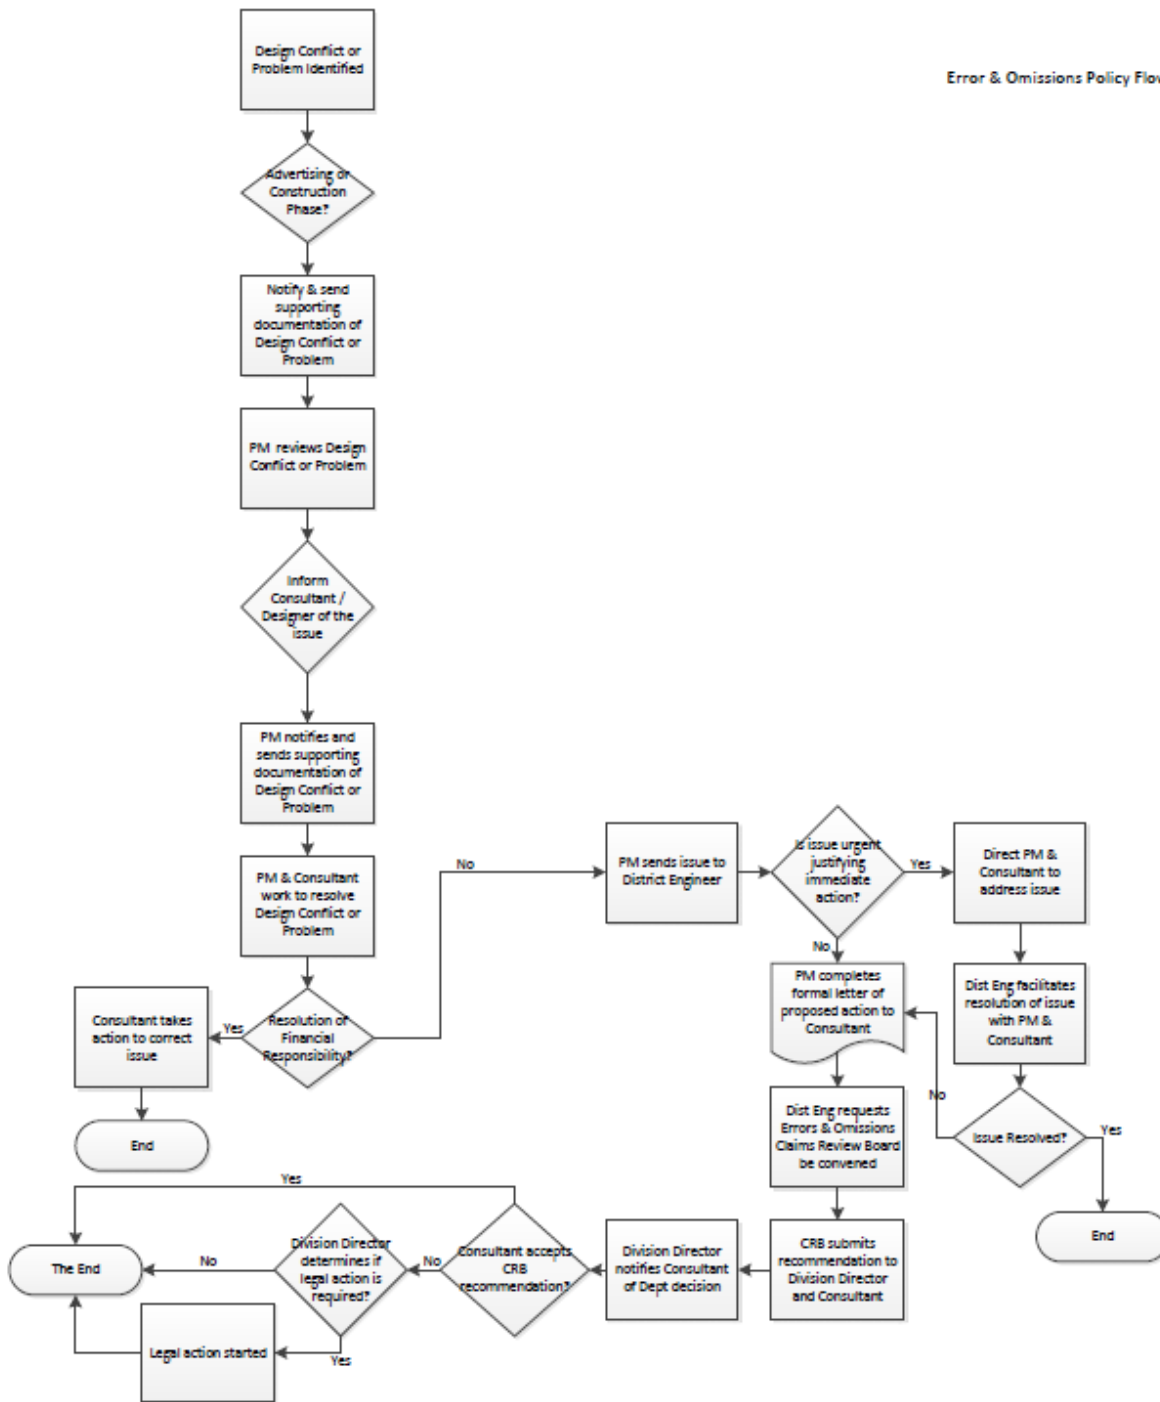 Error & Omissions Policy Flow
Design Conflict or
Problem Identified
Advertising or
Construction
Phase?
Notify & send
supporting
documentation of
Design Conflict or
Problem
PM reviews Design
Conflict or Problem
Inform
Consultant /
Designer of the
issue
PM notifies and
sends supporting
documentation of
Design Conflict or
Problem
PM & Consultant
work to resolve
Design Conflict or
Problem
Resolution of
Financial
Responsibility?
Yes
Consultant takes
action to correct
issue
End
No
PM sends issue to
District Engineer
Is issue urgent
justifying
immediate
action?
Yes
Direct PM &
Consultant to
address issue
Dist Eng facilitates
resolution of issue
with PM &
Consultant
Issue Resolved?
Yes
End
No
No
PM completes
formal letter of
proposed action to
Consultant
Dist Eng requests
Errors & Omissions
Claims Review Board
be convened
CRB submits
recommendation to
Division Director
and Consultant
Division Director
notifies Consultant
of Dept decision
Consultant accepts
CRB
recommendation?
Yes
No
Division Director
determines if
legal action is
required?
No
The End
Yes
Legal action started